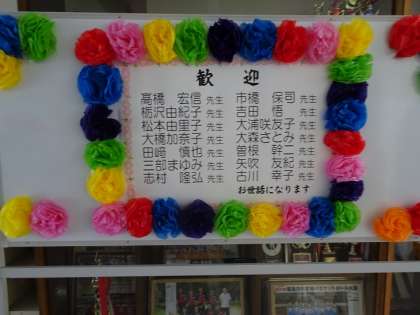 歓迎
髙橋 宏信 先生
栃沢由紀子 先生
松本由里子 先生
大橋加奈子 先生
田﨑 慎也 先生
三部まゆみ 先生
志村 隆弘 先生
市橋 保司 先生
吉田 悟 先生
大浦咲友子 先生
大森さとみ 先生
曽根 幹二 先生
矢吹 友紀 先生
古川 幸子 先生
お世話になります